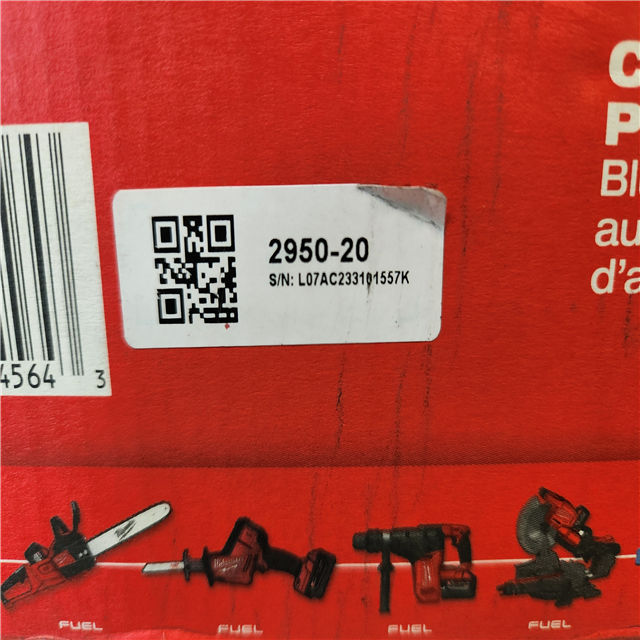 C
P
Bl
au
d'a
2950-20
S/N: L07AC233101557K
4564 3
FUEL
FUEL
FUEL
FUEL